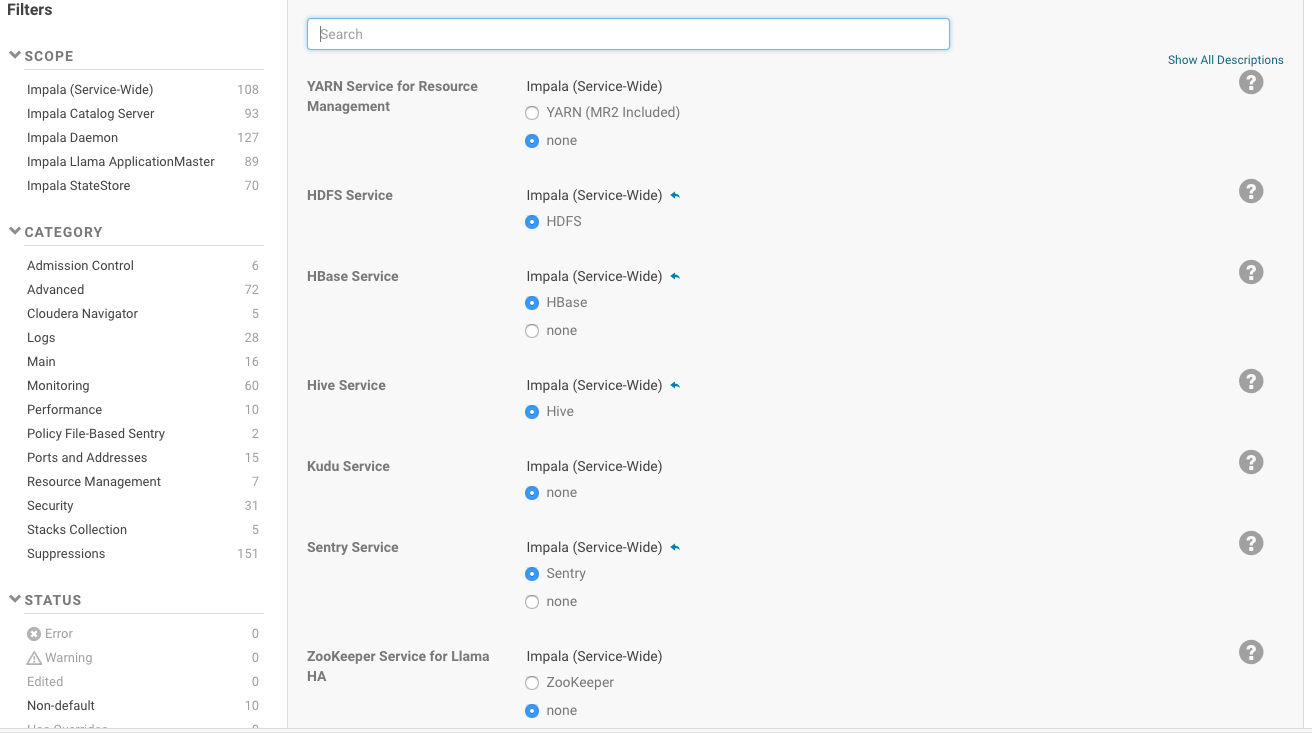 Filters
SCOPE
Impala (Service-Wide) 108
Impala Catalog Server 93
Impala Daemon 127
Impala Llama ApplicationMaster 89
Impala StateStore 70
CATEGORY
Admission Control 6
Advanced 72
Cloudera Navigator 5
Logs 28
Main 16
Monitoring 60
Performance 10
Policy File-Based Sentry 2
Ports and Addresses 15
Resource Management 7
Security 31
Stacks Collection 5
Suppressions 151
STATUS
Error 0
Warning 0
Edited 0
Non-default 10
Search
Show All Descriptions
YARN Service for Resource
Management
Impala (Service-Wide)
YARN (MR2 Included)
none
HDFS Service
Impala (Service-Wide)
HDFS
HBase Service
Impala (Service-Wide)
HBase
none
Hive Service
Impala (Service-Wide)
Hive
Kudu Service
Impala (Service-Wide)
none
Sentry Service
Impala (Service-Wide)
Sentry
none
ZooKeeper Service for Llama
HA
Impala (Service-Wide)
ZooKeeper
none